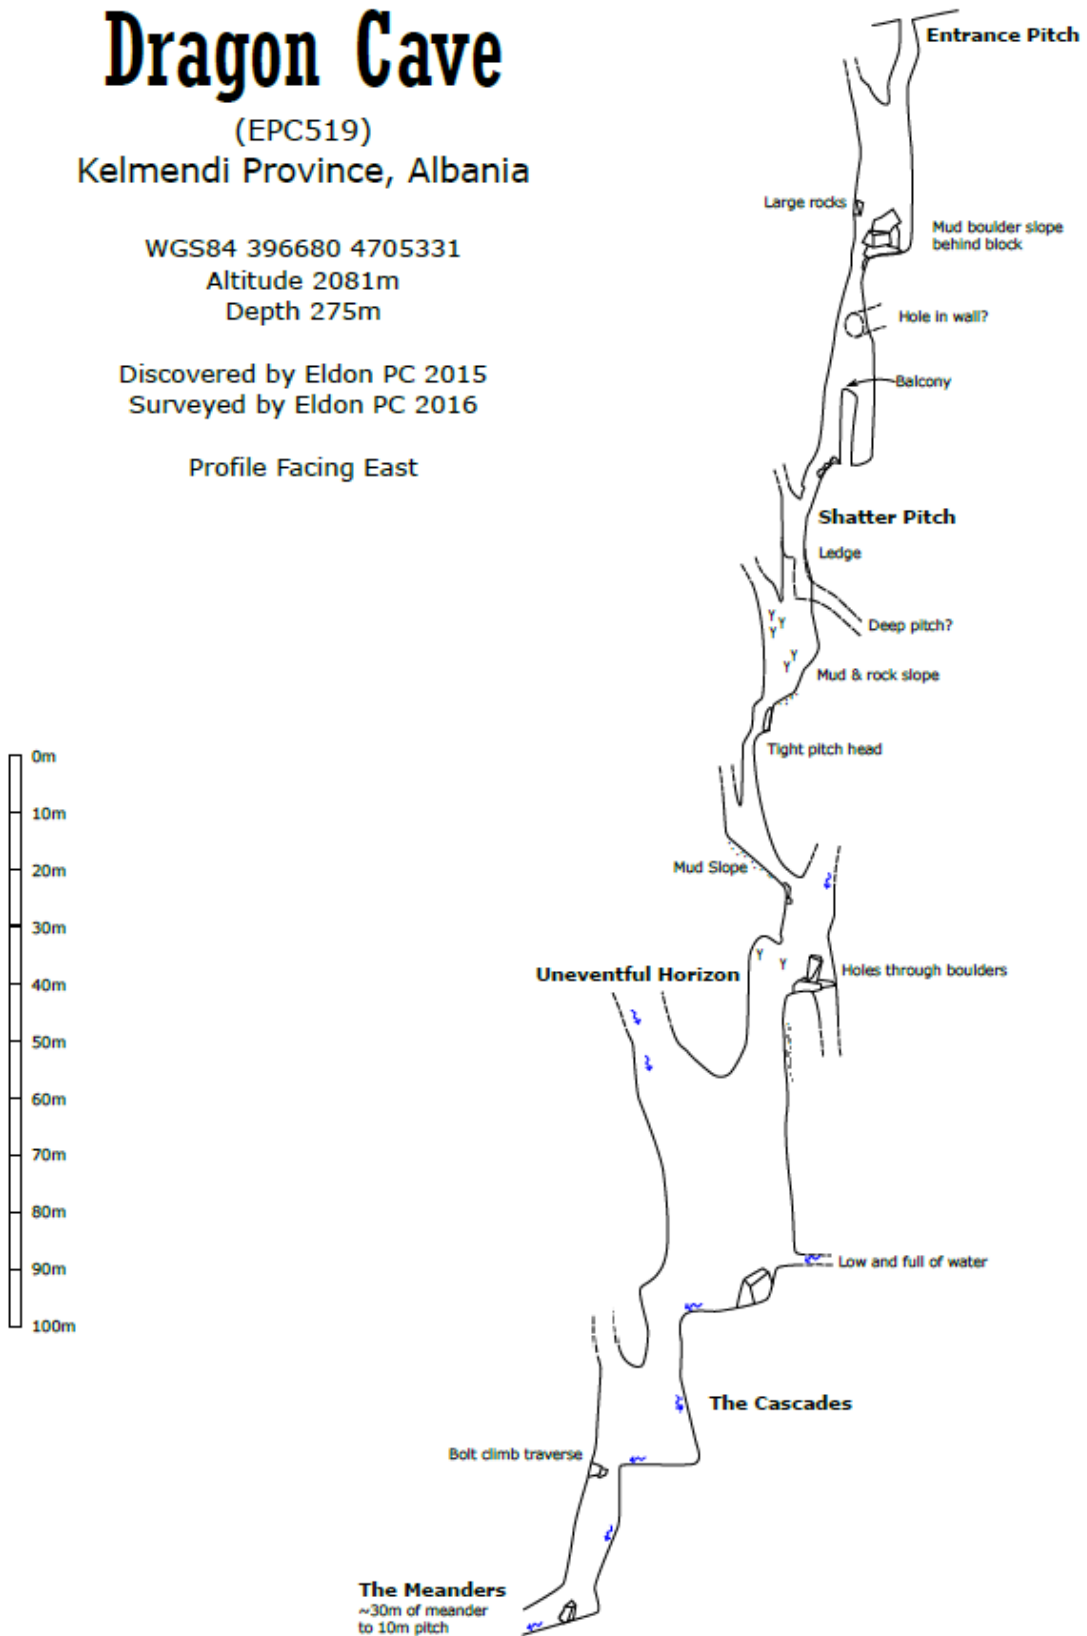 Dragon Cave
(EPC519)
Kelmendi Province, Albania
WGS84 396680 4705331
Altitude 2081m
Depth 275m
Discovered by Eldon PC 2015
Surveyed by Eldon PC 2016
Profile Facing East
Entrance Pitch
Large rocks
Mud boulder slope
behind block
Hole in wall?
Balcony
Shatter Pitch
Ledge
Deep pitch?
Mud & rock slope
Tight pitch head
Mud Slope
Uneventful Horizon
Holes through boulders
Low and full of water
The Cascades
Bolt climb traverse
The Meanders
~30m of meander
to 10m pitch
0m
10m
20m
30m
40m
50m
60m
70m
80m
90m
100m